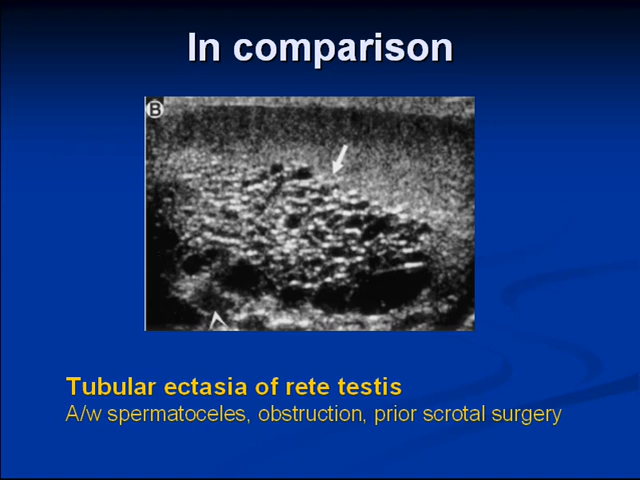 In comparison
B
Tubular ectasia of rete testis
A/w spermatoceles, obstruction, prior scrotal surgery